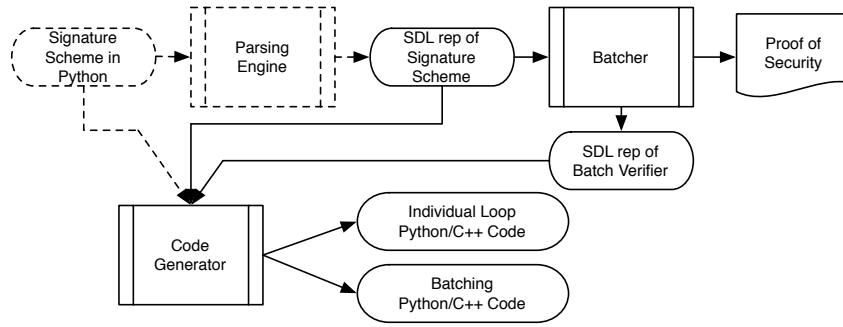 Signature
Scheme in
Python
Parsing
Engine
SDL rep of
Signature
Scheme
Batcher
Proof of
Security
SDL rep of
Batch Verifier
Code
Generator
Individual Loop
Python/C++ Code
Batching
Python/C++ Code